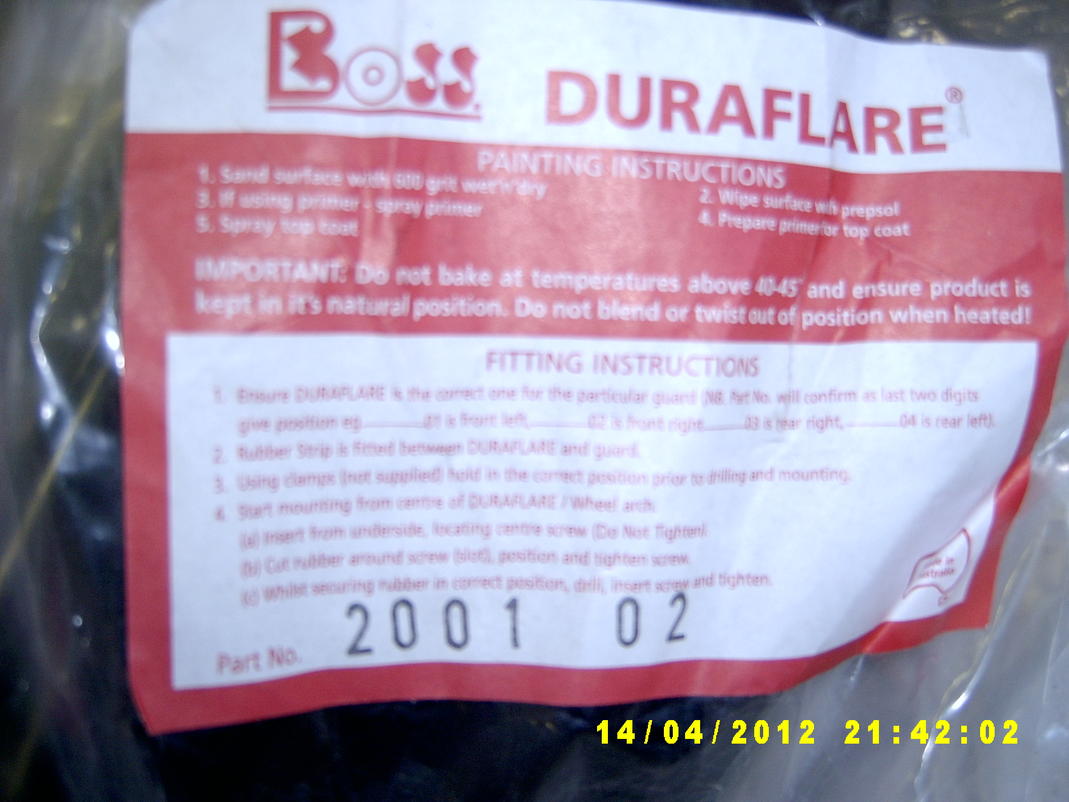 Boss
DURAFLARE®
PAINTING INSTRUCTIONS
1. Sand surface with 600 grit wet'n'dry
2. Wipe surface with prepsol
3. If using primer - spray primer
4. Prepare primer for top coat
5. Spray top coat
IMPORTANT: Do not bake at temperatures above 40-45° and ensure product is
kept in it's natural position. Do not blend or twist out of position when heated!
FITTING INSTRUCTIONS
1. Ensure DURAFLARE is the correct one for the particular guard (NB. Part No. will confirm as last two digits
give position eg. ______01 is front left, ______02 is front right, ______03 is rear right, ______04 is rear left).
2. Rubber Strip is Fitted between DURAFLARE and guard.
3. Using clamps (not supplied) hold in the correct position prior to drilling and mounting.
4. Start mounting from centre of DURAFLARE / Wheel arch.
(a) Insert from underside, locating centre screw (Do Not Tighten).
(b) Cut rubber around screw (slot), position and tighten screw.
(c) Whilst securing rubber in correct position, drill, insert screw and tighten.
made in
australia
Part No. 2001 02
14/04/2012 21:42:02